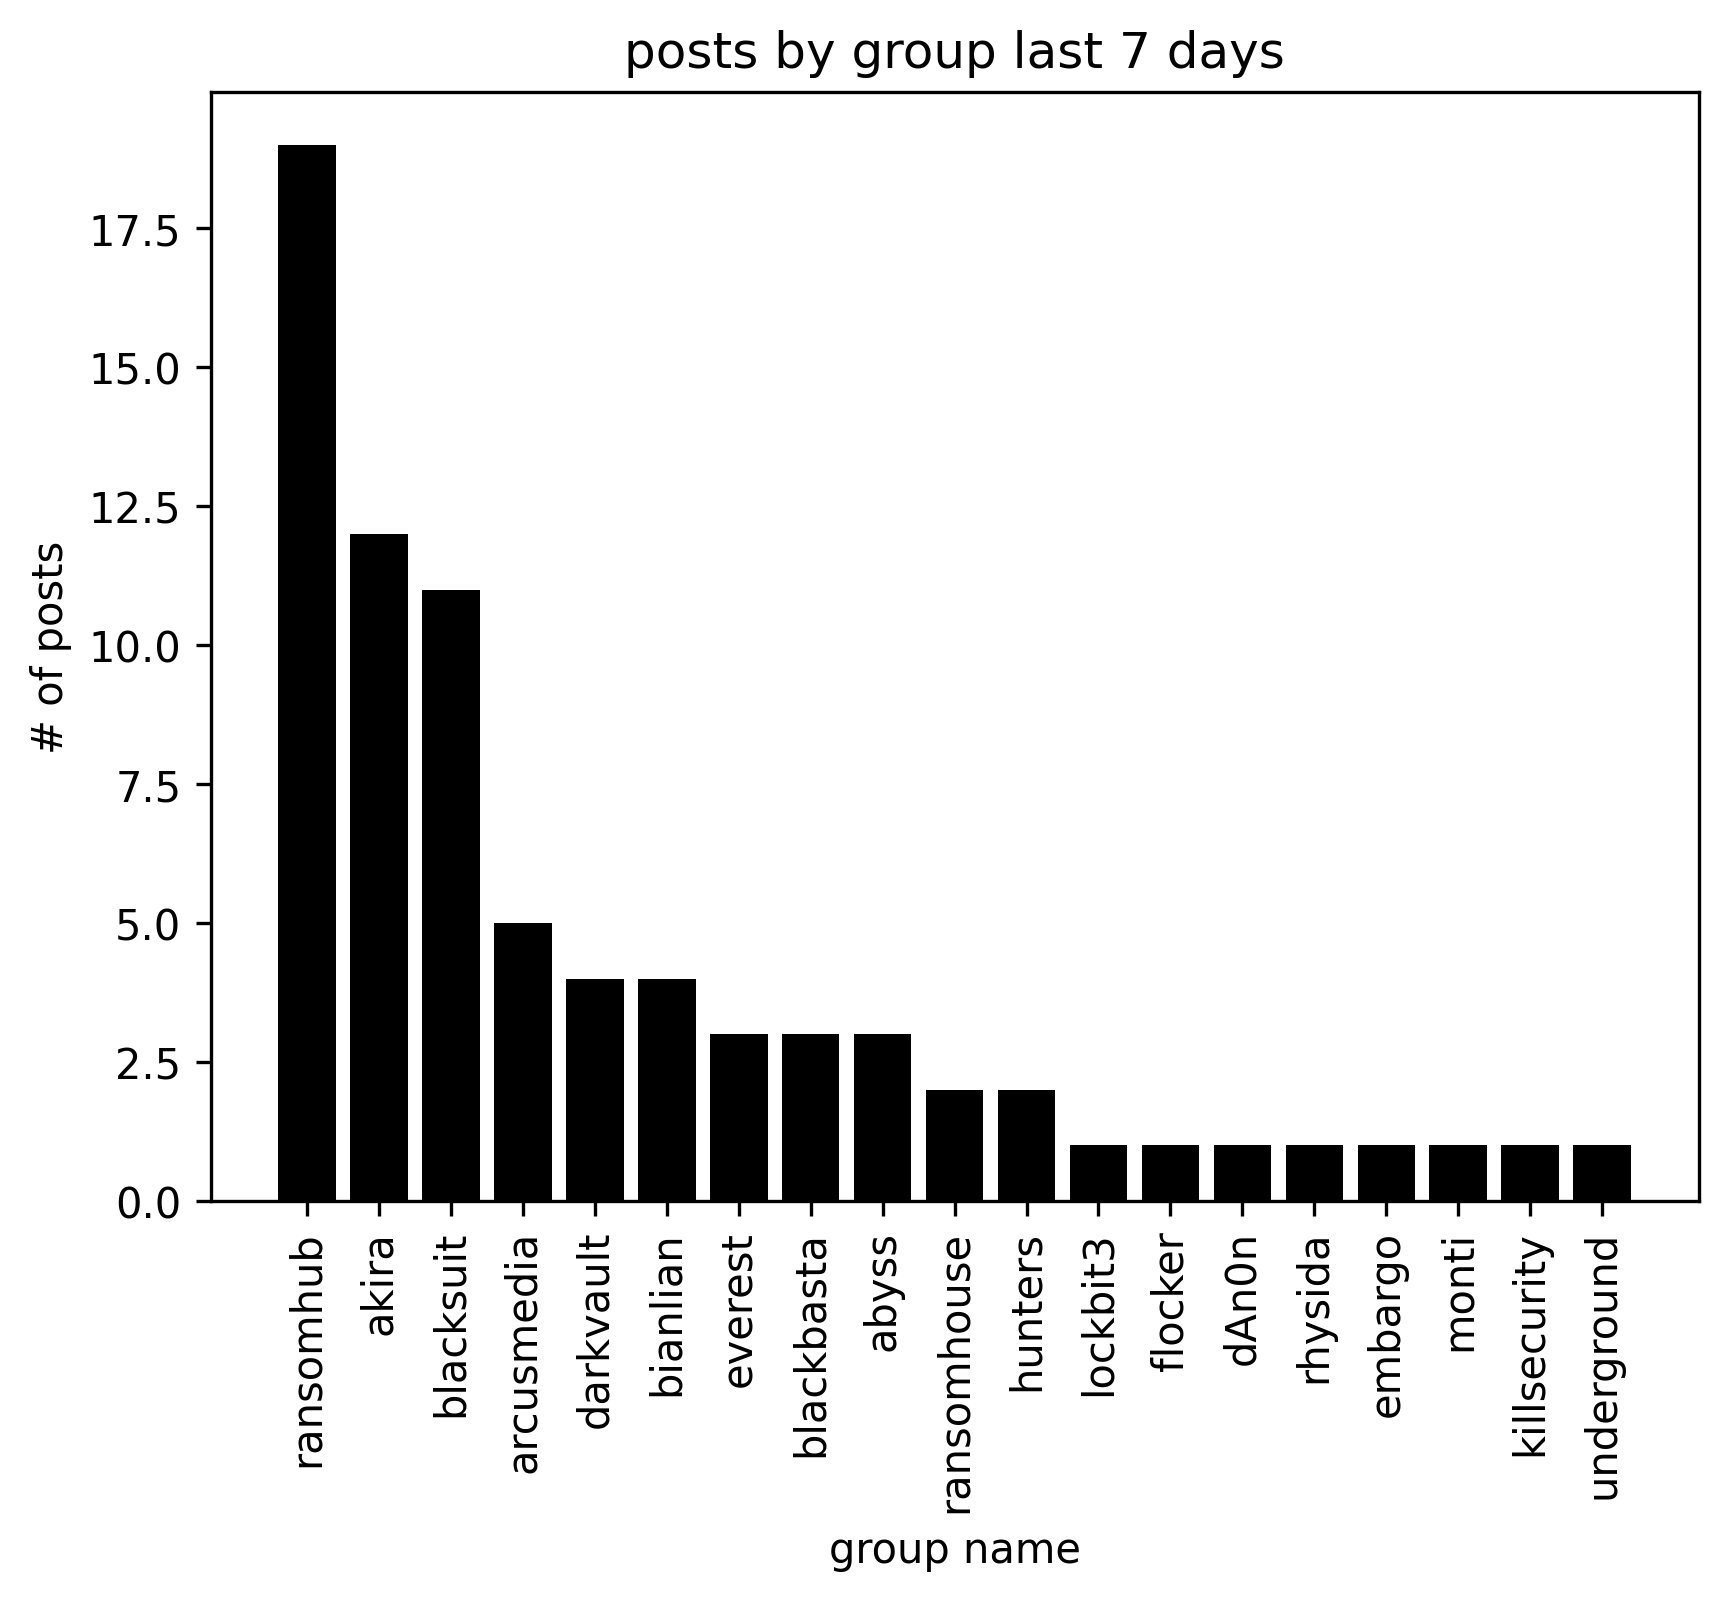 posts by group last 7 days
# of posts
17.5
15.0
12.5
10.0
7.5
5.0
2.5
0.0
ransomhub
akira
blacksuit
arcusmedia
darkvault
bianlian
everest
blackbasta
abyss
ransomhouse
hunters
lockbit3
flocker
dAn0n
rhysida
embargo
monti
killsecurity
underground
group name